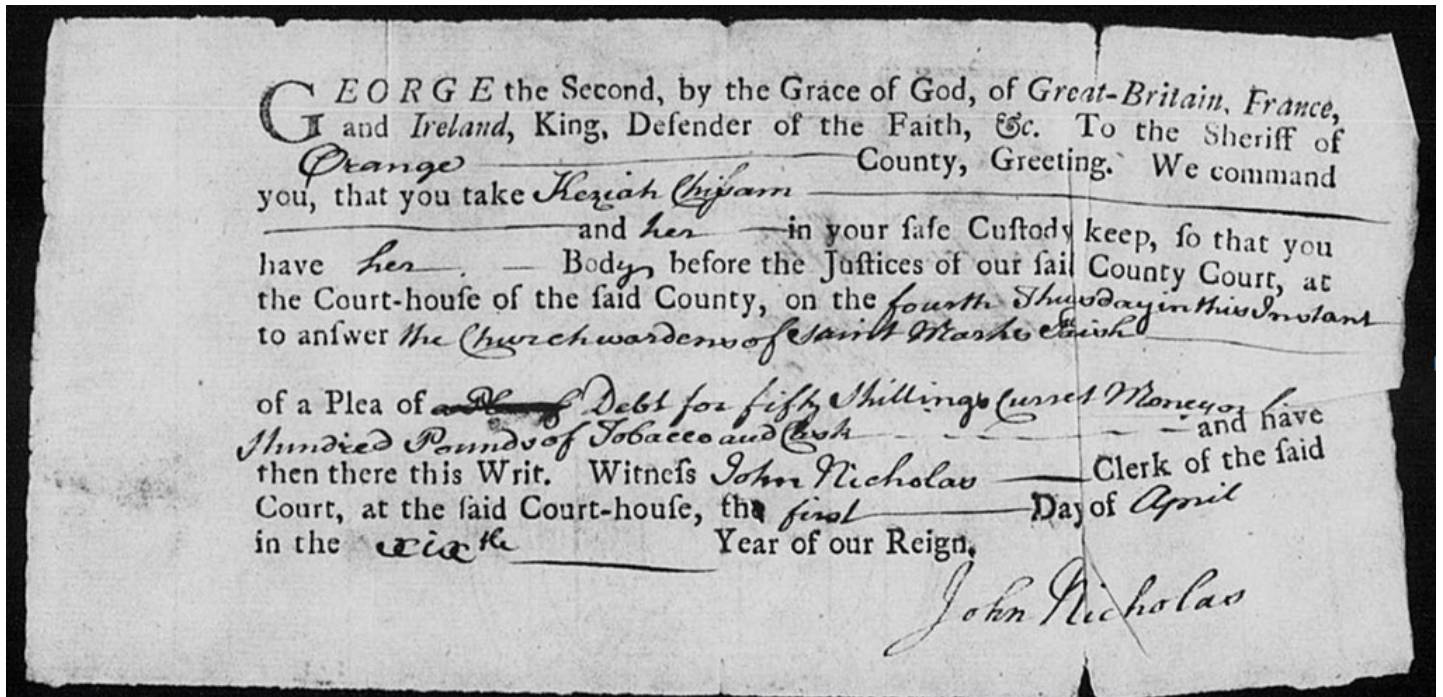 GEORGE the Second, by the Grace of God, of Great-Britain, France,
and Ireland, King, Defender of the Faith, &c. To the Sheriff of
Orange County, Greeting. We command
you, that you take Keziah Chiſsam
and her in your ſafe Cuſtody keep, ſo that you
have her Body, before the Juſtices of our ſaid County Court, at
the Court-houſe of the ſaid County, on the fourth Thursday in this Instant
to anſwer the Churchwardens of Saint Marks Parish
of a Plea of Debt for fifty Shillings Curret Money or
Hundred Pounds of Tobacco and Cask and have
then there this Writ. Witneſs John Nicholas Clerk of the ſaid
Court, at the ſaid Court-houſe, the first Day of April
in the xixth Year of our Reign.
John Nicholas